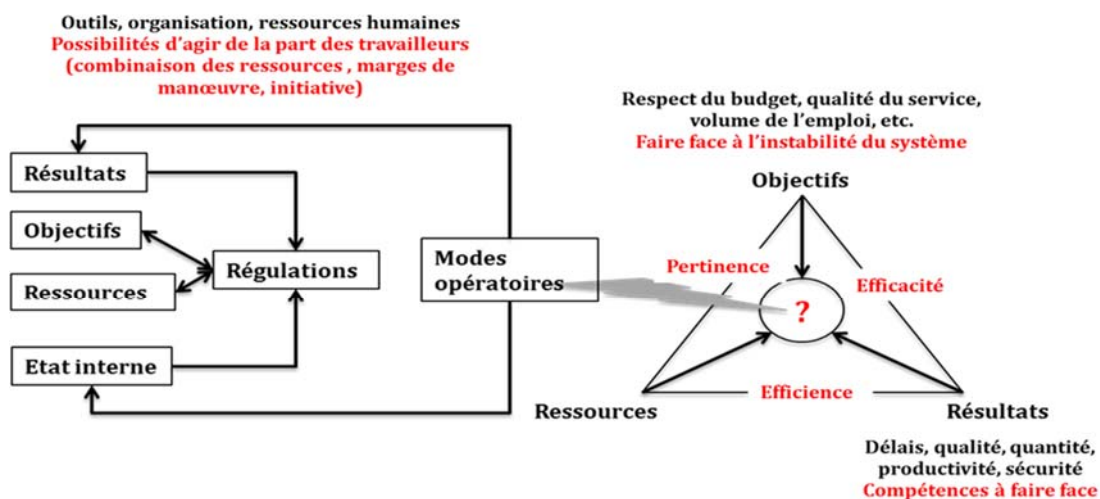 Outils, organisation, ressources humaines
Possibilités d'agir de la part des travailleurs
(combinaison des ressources , marges de
manœuvre, initiative)
Résultats
Objectifs
Ressources
Etat interne
Régulations
Modes
opératoires
Respect du budget, qualité du service,
volume de l'emploi, etc.
Faire face à l'instabilité du système
Objectifs
Pertinence
Efficacité
?
Efficience
Ressources
Résultats
Délais, qualité, quantité,
productivité, sécurité
Compétences à faire face